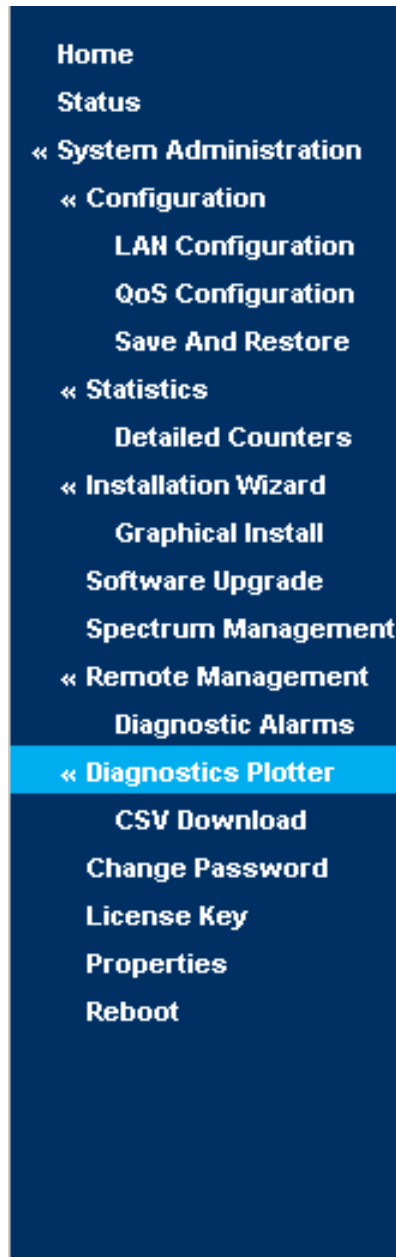 Home
Status
« System Administration
« Configuration
LAN Configuration
QoS Configuration
Save And Restore
« Statistics
Detailed Counters
« Installation Wizard
Graphical Install
Software Upgrade
Spectrum Management
« Remote Management
Diagnostic Alarms
« Diagnostics Plotter
CSV Download
Change Password
License Key
Properties
Reboot